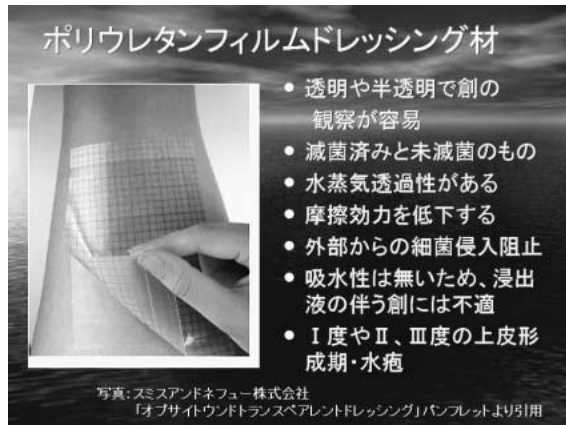 ポリウレタンフィルムドレッシング材
● 透明や半透明で創の
観察が容易
● 滅菌済みと未滅菌のもの
● 水蒸気透過性がある
● 摩擦効力を低下する
● 外部からの細菌侵入阻止
● 吸水性は無いため、浸出
液の伴う創には不適
● Ⅰ度やⅡ、Ⅲ度の上皮形
成期・水疱
写真：スミスアンドネフュー株式会社
「オプサイトウンドトランスペアレントドレッシング」パンフレットより引用